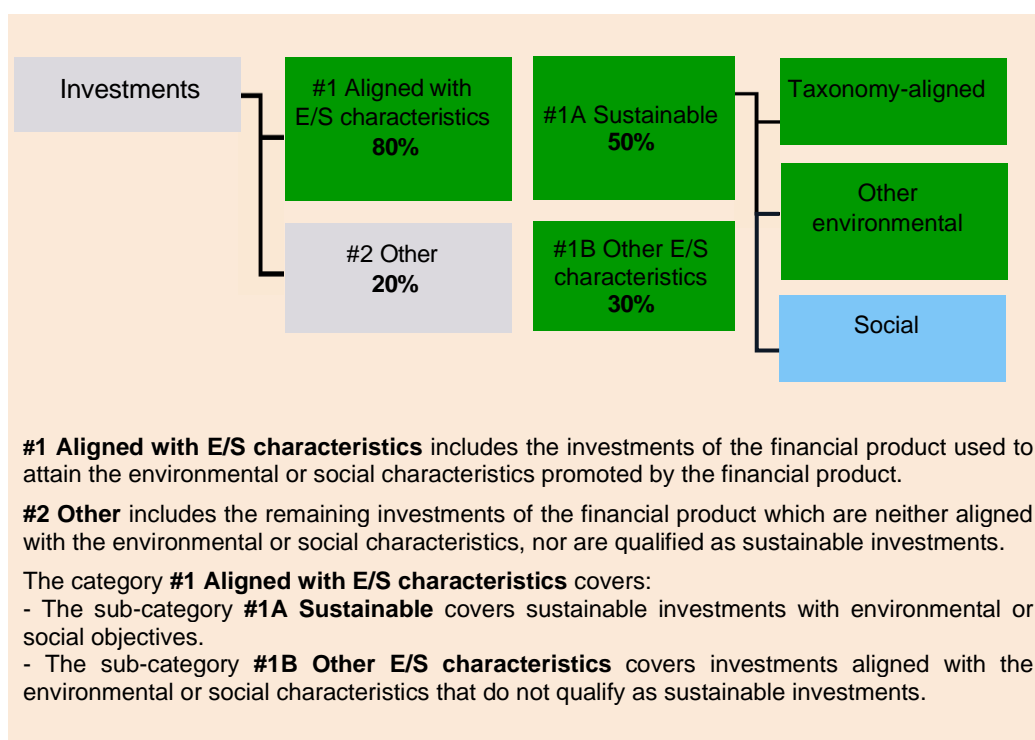 Investments
#1 Aligned with
E/S characteristics
80%
#2 Other
20%
#1A Sustainable
50%
#1B Other E/S
characteristics
30%
Taxonomy-aligned
Other
environmental
Social
#1 Aligned with E/S characteristics includes the investments of the financial product used to
attain the environmental or social characteristics promoted by the financial product.
#2 Other includes the remaining investments of the financial product which are neither aligned
with the environmental or social characteristics, nor are qualified as sustainable investments.
The category #1 Aligned with E/S characteristics covers:
- The sub-category #1A Sustainable covers sustainable investments with environmental or
social objectives.
- The sub-category #1B Other E/S characteristics covers investments aligned with the
environmental or social characteristics that do not qualify as sustainable investments.